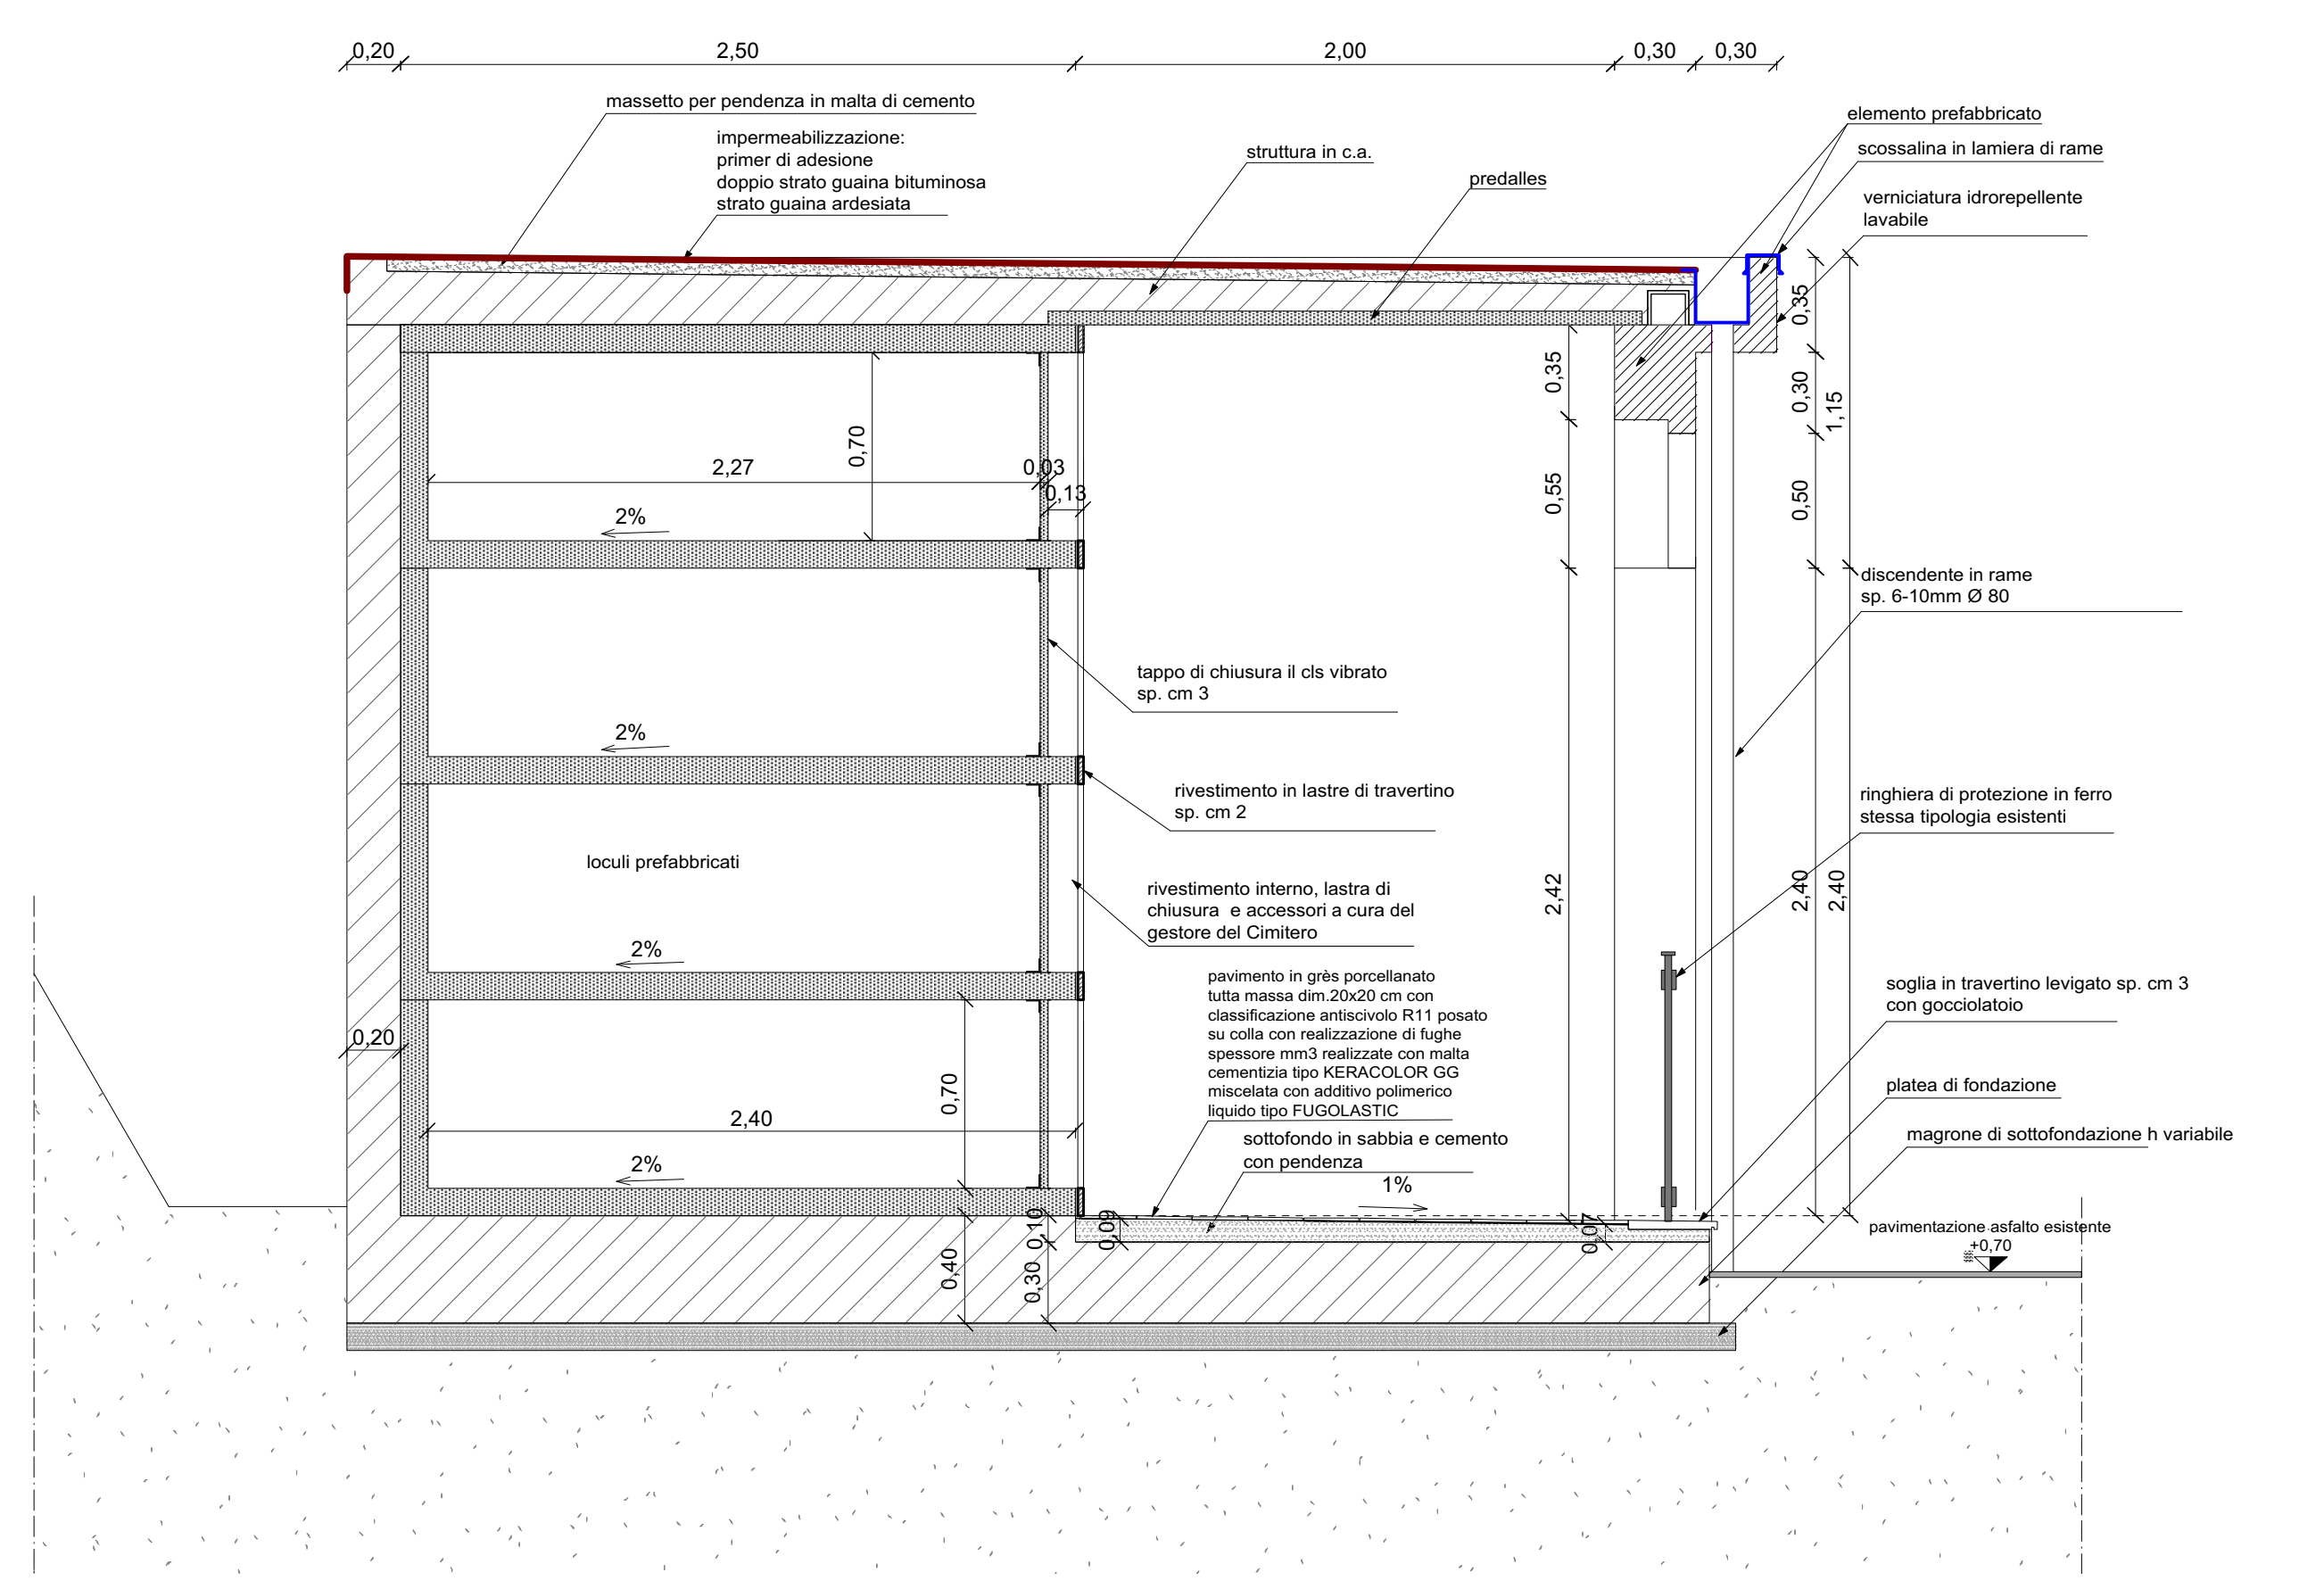 0,20
2,50
2,00
0,30
0,30
massetto per pendenza in malta di cemento
impermeabilizzazione:
primer di adesione
doppio strato guaina bituminosa
strato guaina ardesiata
struttura in c.a.
predalles
elemento prefabbricato
scossalina in lamiera di rame
verniciatura idrorepellente
lavabile
0,35
0,35
0,30
1,15
0,70
2,27
0,03
0,13
0,55
0,50
2%
discendente in rame
sp. 6-10mm Ø 80
tappo di chiusura il cls vibrato
sp. cm 3
2%
rivestimento in lastre di travertino
sp. cm 2
ringhiera di protezione in ferro
stessa tipologia esistenti
loculi prefabbricati
rivestimento interno, lastra di
chiusura e accessori a cura del
gestore del Cimitero
2,42
2,40
2,40
2%
pavimento in grès porcellanato
tutta massa dim.20x20 cm con
classificazione antiscivolo R11 posato
su colla con realizzazione di fughe
spessore mm3 realizzate con malta
cementizia tipo KERACOLOR GG
miscelata con additivo polimerico
liquido tipo FUGOLASTIC
soglia in travertino levigato sp. cm 3
con gocciolatoio
0,20
0,70
2,40
platea di fondazione
sottofondo in sabbia e cemento
con pendenza
magrone di sottofondazione h variabile
2%
1%
0,10
0,09
0,07
pavimentazione asfalto esistente
+0,70
0,40
0,30